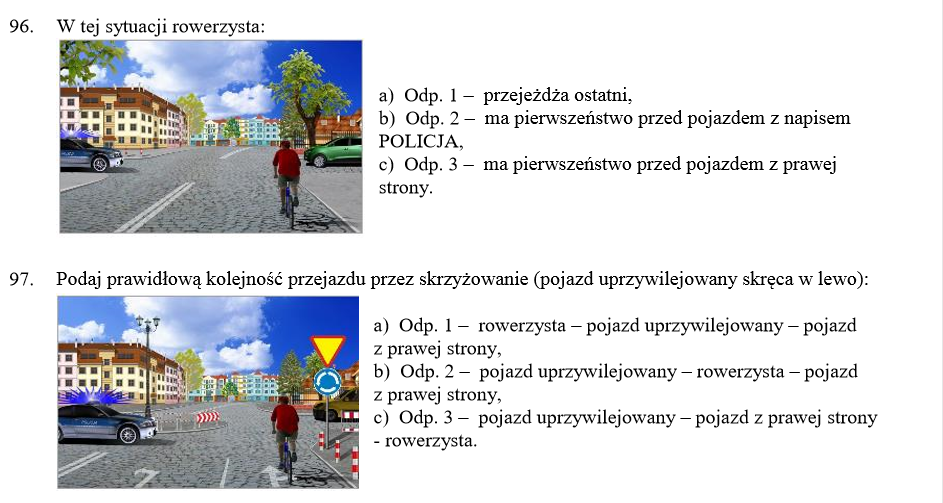 96. W tej sytuacji rowerzysta:
a) Odp. 1 – przejeżdża ostatni,
b) Odp. 2 – ma pierwszeństwo przed pojazdem z napisem
POLICJA,
c) Odp. 3 – ma pierwszeństwo przed pojazdem z prawej
strony.
97. Podaj prawidłową kolejność przejazdu przez skrzyżowanie (pojazd uprzywilejowany skręca w lewo):
a) Odp. 1 – rowerzysta – pojazd uprzywilejowany – pojazd
z prawej strony,
b) Odp. 2 – pojazd uprzywilejowany – rowerzysta – pojazd
z prawej strony,
c) Odp. 3 – pojazd uprzywilejowany – pojazd z prawej strony
- rowerzysta.
POLICJA